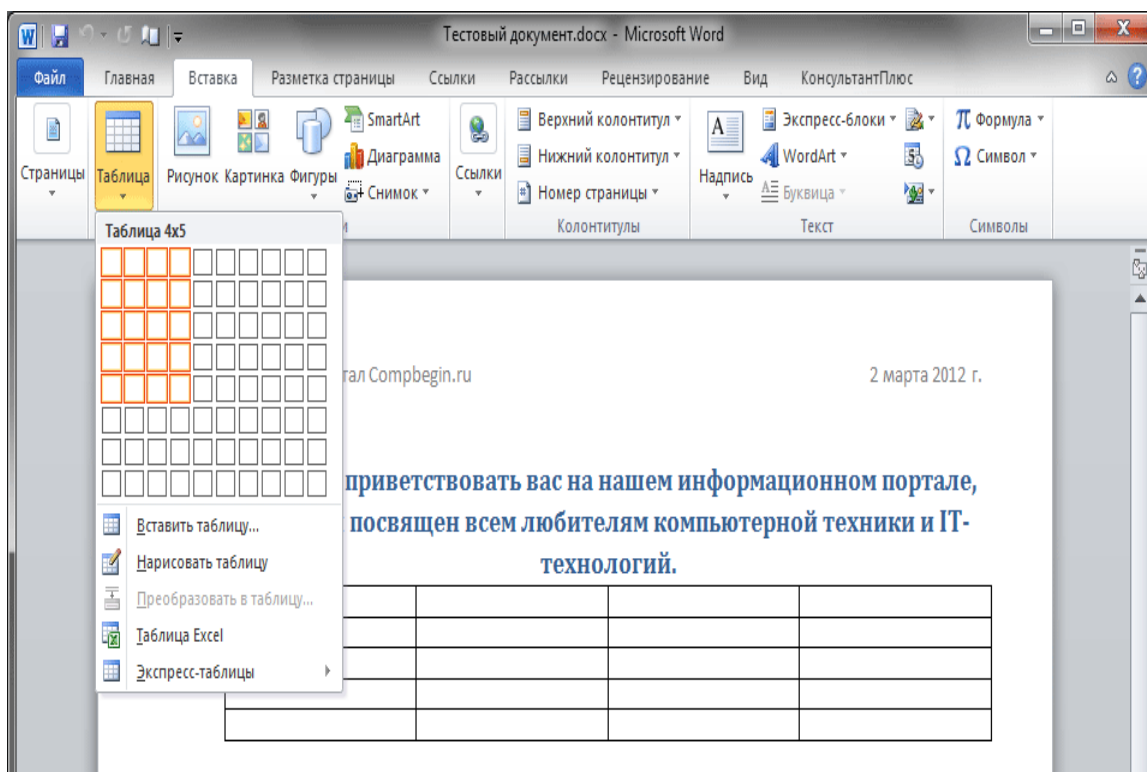 Тестовый документ.docx - Microsoft Word
Файл Главная Вставка Разметка страницы Ссылки Рассылки Рецензирование Вид КонсультантПлюс
Страницы
Таблица
Рисунок Картинка Фигуры
SmartArt
Диаграмма
Снимок
Ссылки
Верхний колонтитул
Нижний колонтитул
Номер страницы
Колонтитулы
Надпись
Экспресс-блоки
WordArt
Буквица
Текст
Формула
Символ
Символы
Таблица 4x5
Вставить таблицу...
Нарисовать таблицу
Преобразовать в таблицу...
Таблица Excel
Экспресс-таблицы
Compbegin.ru 2 марта 2012 г.
приветствовать вас на нашем информационном портале,
посвящен всем любителям компьютерной техники и IT-
технологий.